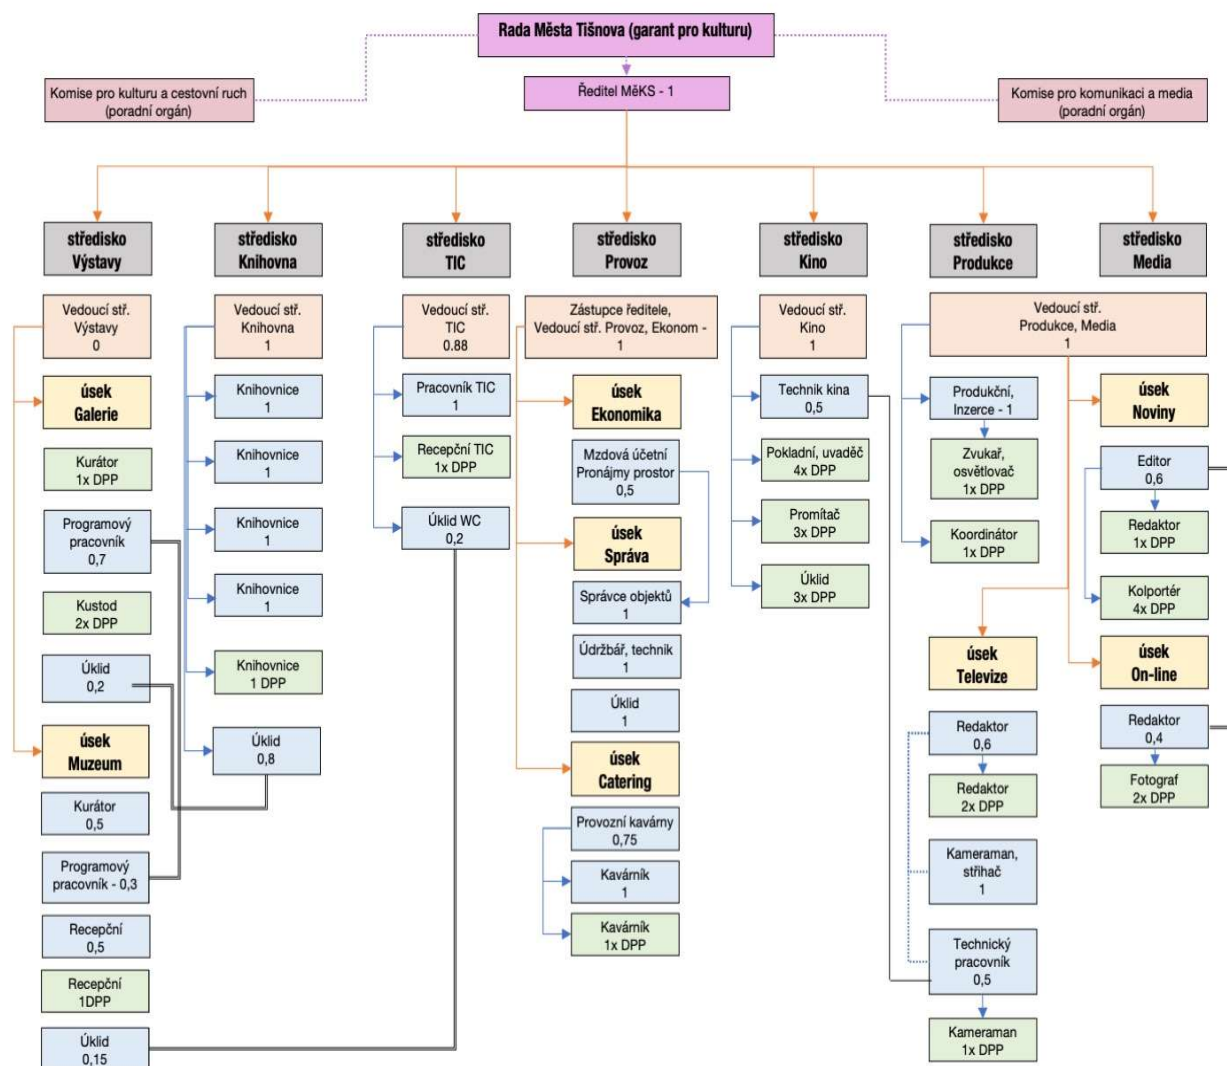 Rada Města Tišnova (garant pro kulturu)
Komise pro kulturu a cestovní ruch
(poradní orgán)
Ředitel MěKS - 1
Komise pro komunikaci a media
(poradní orgán)
středisko
Výstavy
Vedoucí stř.
Výstavy
0
úsek
Galerie
Kurátor
1x DPP
Programový
pracovník
0,7
Kustod
2x DPP
Úklid
0,2
úsek
Muzeum
Kurátor
0,5
Programový
pracovník - 0,3
Recepční
0,5
Recepční
1DPP
Úklid
0,15
středisko
Knihovna
Vedoucí stř.
Knihovna
1
Knihovnice
1
Knihovnice
1
Knihovnice
1
Knihovnice
1
Knihovnice
1 DPP
Úklid
0,8
středisko
TIC
Vedoucí stř.
TIC
0.88
Pracovník TIC
1
Recepční TIC
1x DPP
Úklid WC
0,2
středisko
Provoz
Zástupce ředitele,
Vedoucí stř. Provoz, Ekonom -
1
úsek
Ekonomika
Mzdová účetní
Pronájmy prostor
0,5
úsek
Správa
Správce objektů
1
Údržbář, technik
1
Úklid
1
úsek
Catering
Provozní kavárny
0,75
Kavárník
1
Kavárník
1x DPP
středisko
Kino
Vedoucí stř.
Kino
1
Technik kina
0,5
Pokladní, uvaděč
4x DPP
Promítač
3x DPP
Úklid
3x DPP
středisko
Produkce
středisko
Media
Vedoucí stř.
Produkce, Media
1
Produkční,
Inzerce - 1
Zvukař,
osvětlovač
1x DPP
Koordinátor
1x DPP
úsek
Televize
Redaktor
0,6
Redaktor
2x DPP
Kameraman,
střihač
1
Technický
pracovník
0,5
Kameraman
1x DPP
úsek
Noviny
Editor
0,6
Redaktor
1x DPP
Kolportér
4x DPP
úsek
On-line
Redaktor
0,4
Fotograf
2x DPP